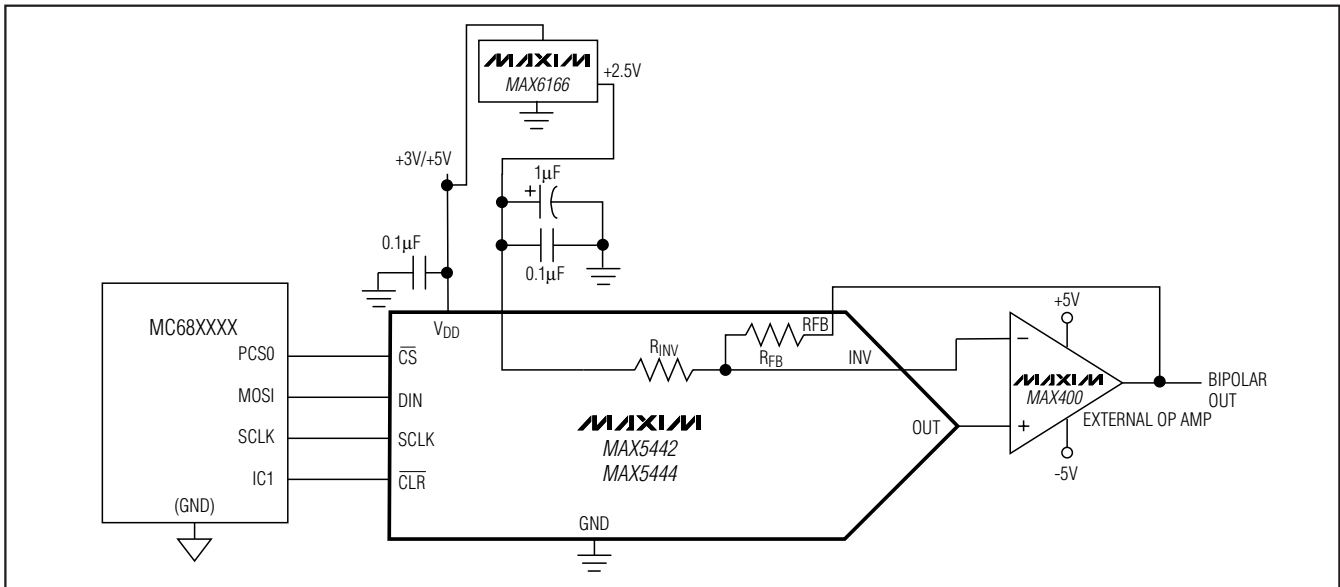 MAXIM
MAX6166
+2.5V
+3V/+5V
1µF
+
0.1µF
0.1µF
MC68XXXX
PCS0
MOSI
SCLK
IC1
(GND)
VDD
CS
DIN
SCLK
CLR
RINV
RFB
RFB
INV
MAXIM
MAX5442
MAX5444
OUT
GND
+5V
−
MAXIM
MAX400
+
EXTERNAL OP AMP
-5V
BIPOLAR
OUT